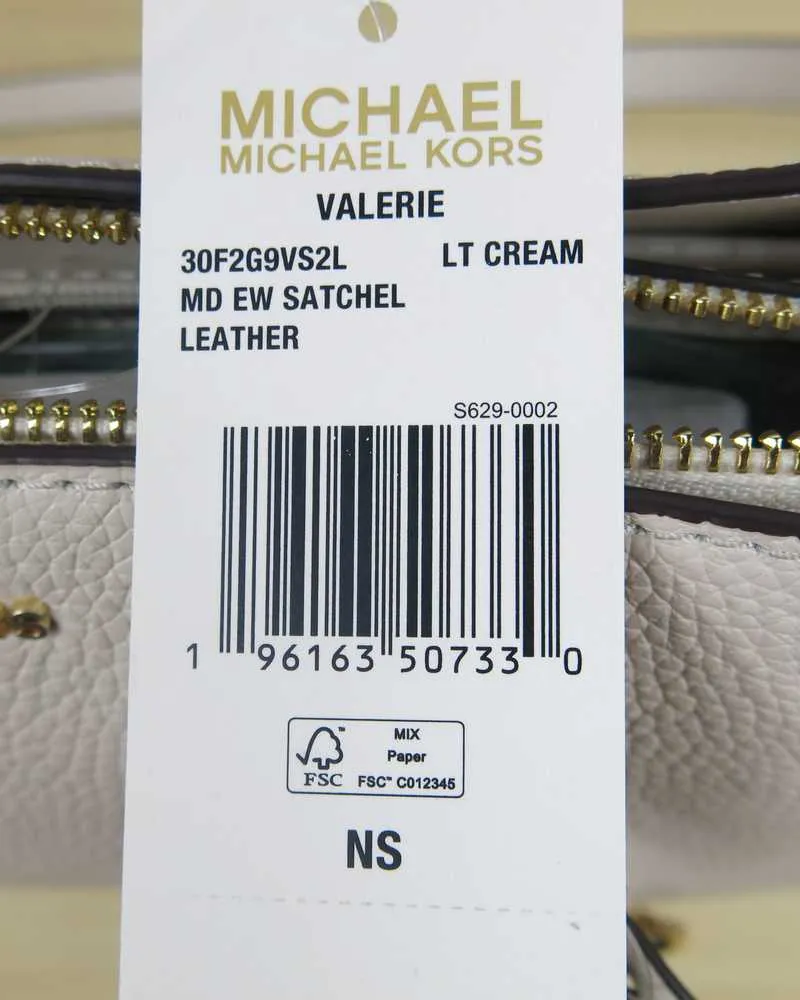 MICHAEL
MICHAEL KORS
VALERIE
30F2G9VS2L LT CREAM
MD EW SATCHEL
LEATHER
S629-0002
1 96163 50733 0
FSC™
MIX
Paper
FSC™ C012345
NS